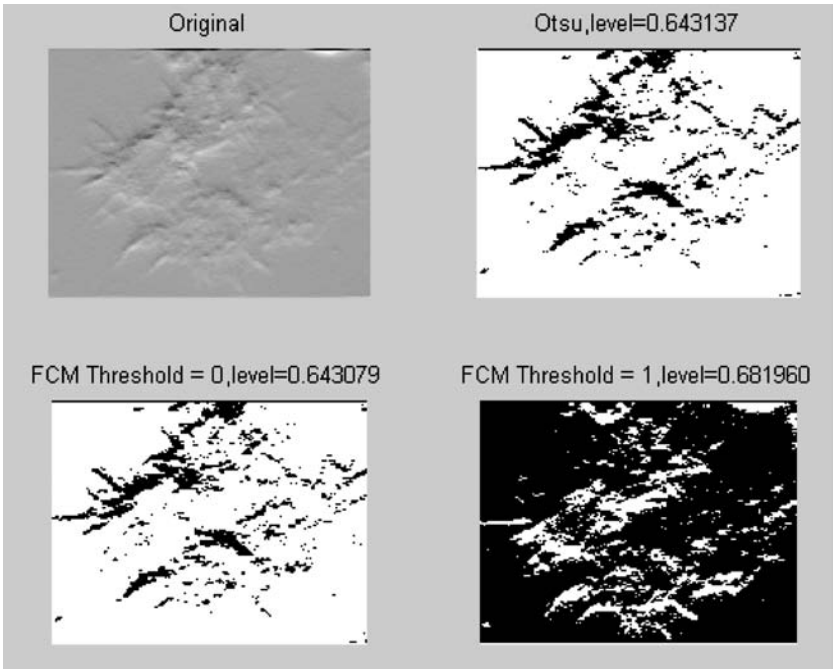 Original
Otsu,level=0.643137
FCM Threshold = 0,level=0.643079
FCM Threshold = 1,level=0.681960